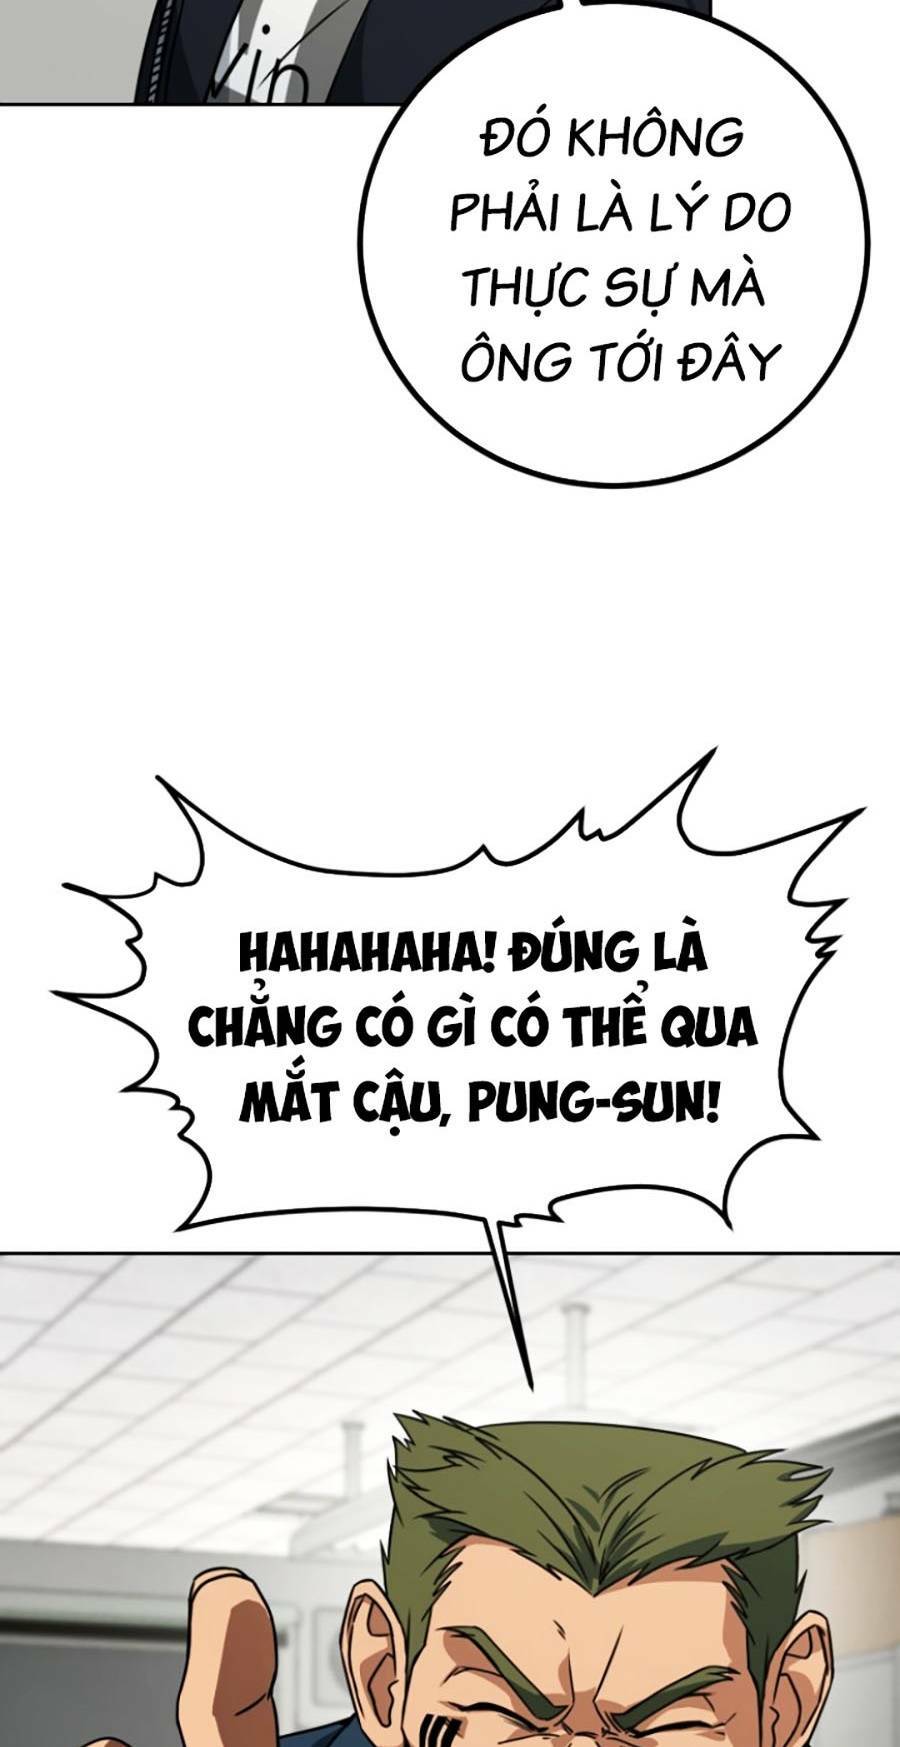 vip
ĐÓ KHÔNG
PHẢI LÀ LÝ DO
THỰC SỰ MÀ
ÔNG TỚI ĐÂY
HAHAHAHA! ĐÚNG LÀ
CHẲNG CÓ GÌ CÓ THỂ QUA
MẮT CẬU, PUNG-SUN!